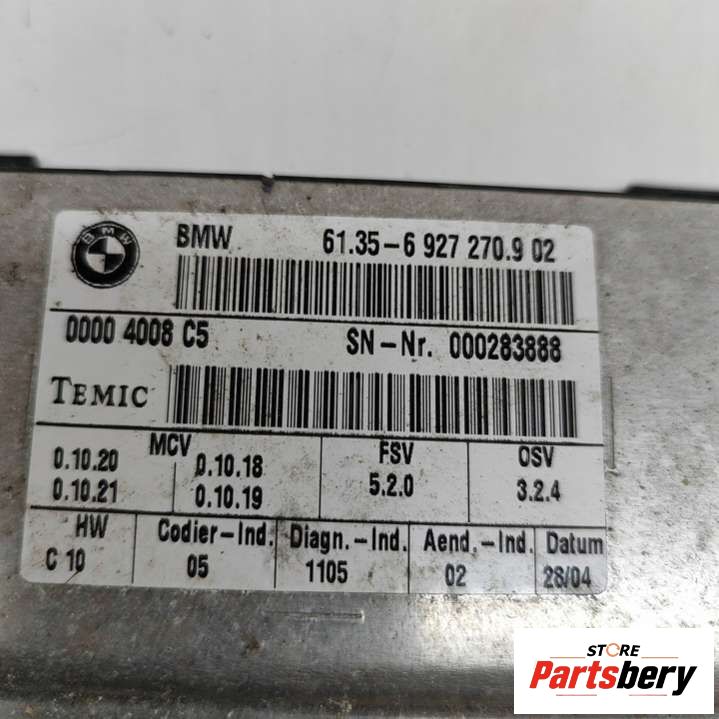 BMW 61.35-6 927 270.9 02
BMW
0000 4008 C5 SN-Nr. 000283888
TEMIC
MCV FSV OSV
0.10.20 0.10.18 5.2.0 3.2.4
0.10.21 0.10.19
HW Codier-Ind. Diagn.-Ind. Aend.-Ind. Datum
C 10 05 1105 02 28/04
STORE
Partsbery